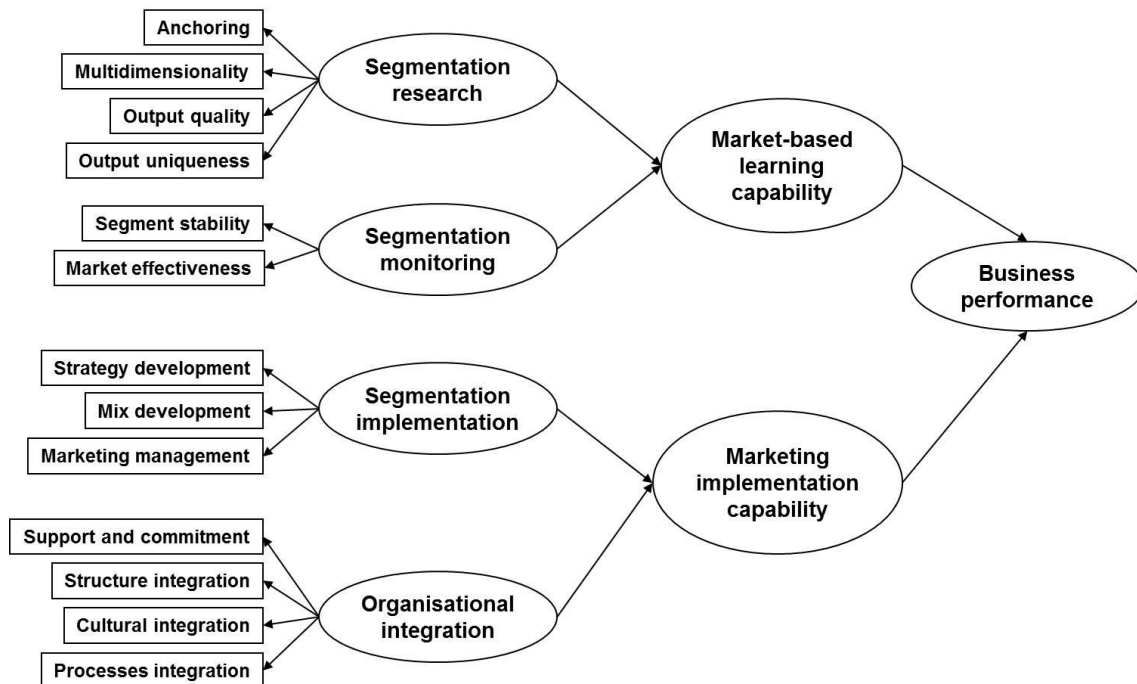 Anchoring
Multidimensionality
Output quality
Output uniqueness
Segment stability
Market effectiveness
Strategy development
Mix development
Marketing management
Support and commitment
Structure integration
Cultural integration
Processes integration
Segmentation
research
Segmentation
monitoring
Segmentation
implementation
Organisational
integration
Market-based
learning
capability
Marketing
implementation
capability
Business
performance